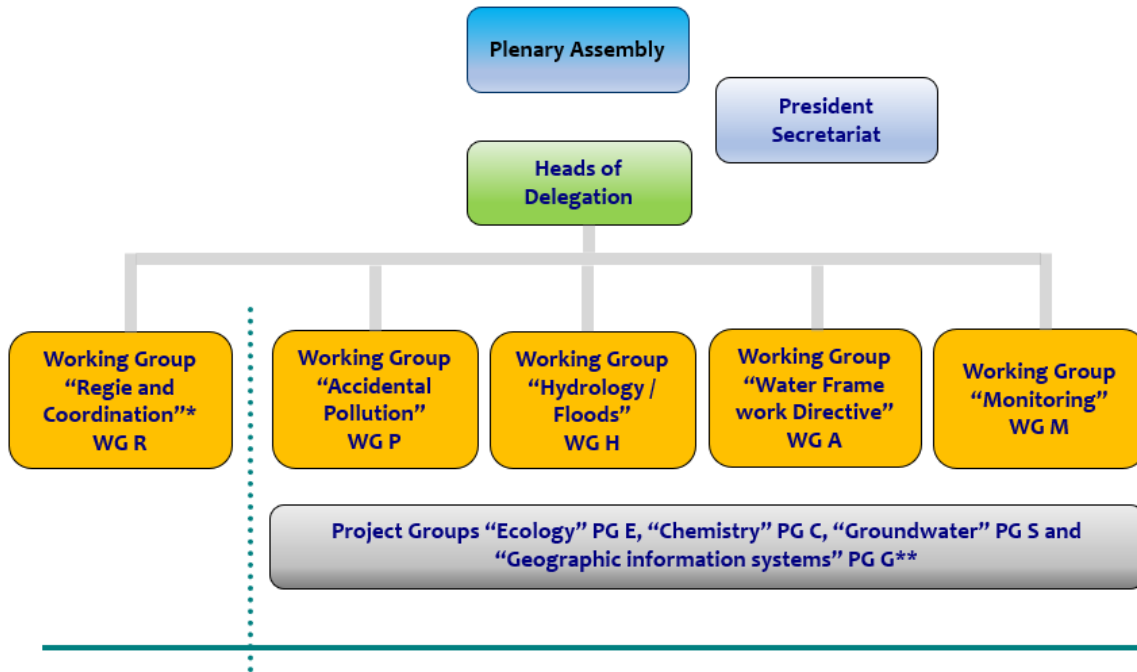 Plenary Assembly
President
Secretariat
Heads of
Delegation
Working Group
“Regie and
Coordination”*
WG R
Working Group
“Accidental
Pollution”
WG P
Working Group
“Hydrology /
Floods”
WG H
Working Group
“Water Frame
work Directive”
WG A
Working Group
“Monitoring”
WG M
Project Groups “Ecology” PG E, “Chemistry” PG C, “Groundwater” PG S and
“Geographic information systems” PG G**